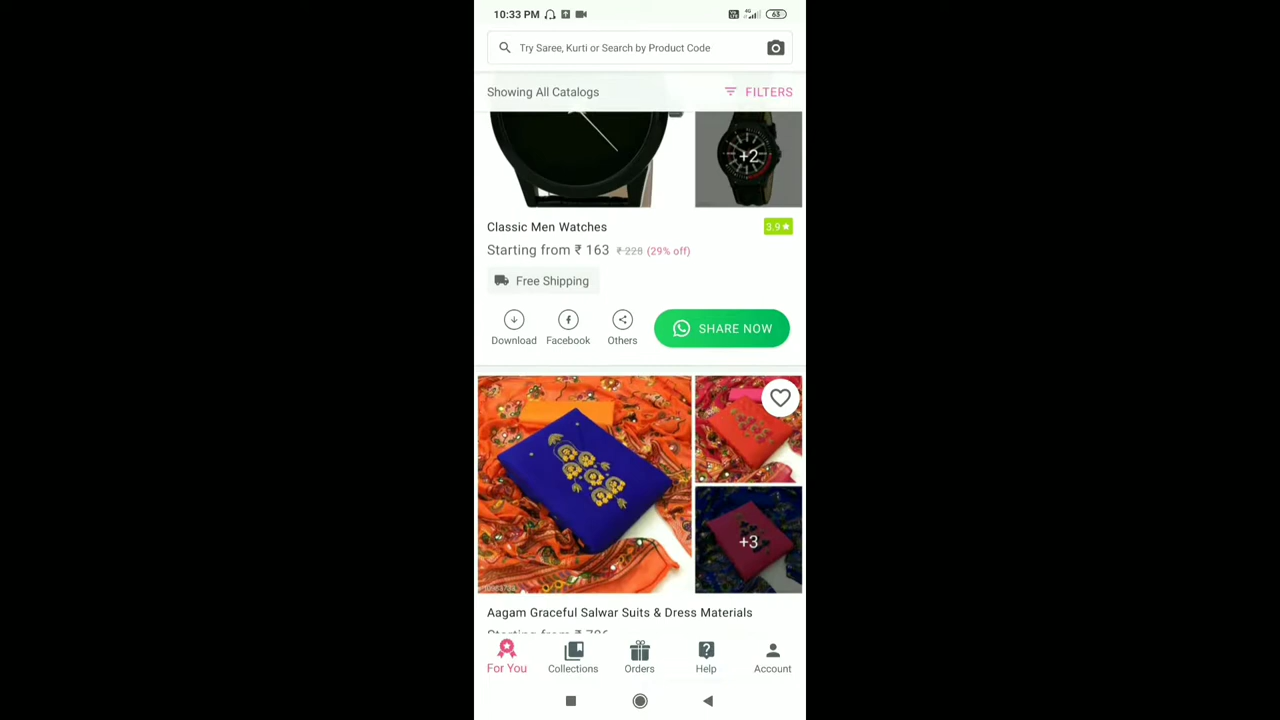 10:33 PM
63
Try Saree, Kurti or Search by Product Code
Showing All Catalogs
FILTERS
+2
Classic Men Watches
3.9★
Starting from ₹ 163 ₹ 228 (29% off)
Free Shipping
Download
Facebook
Others
SHARE NOW
+3
Aagam Graceful Salwar Suits & Dress Materials
For You
Collections
Orders
Help
Account